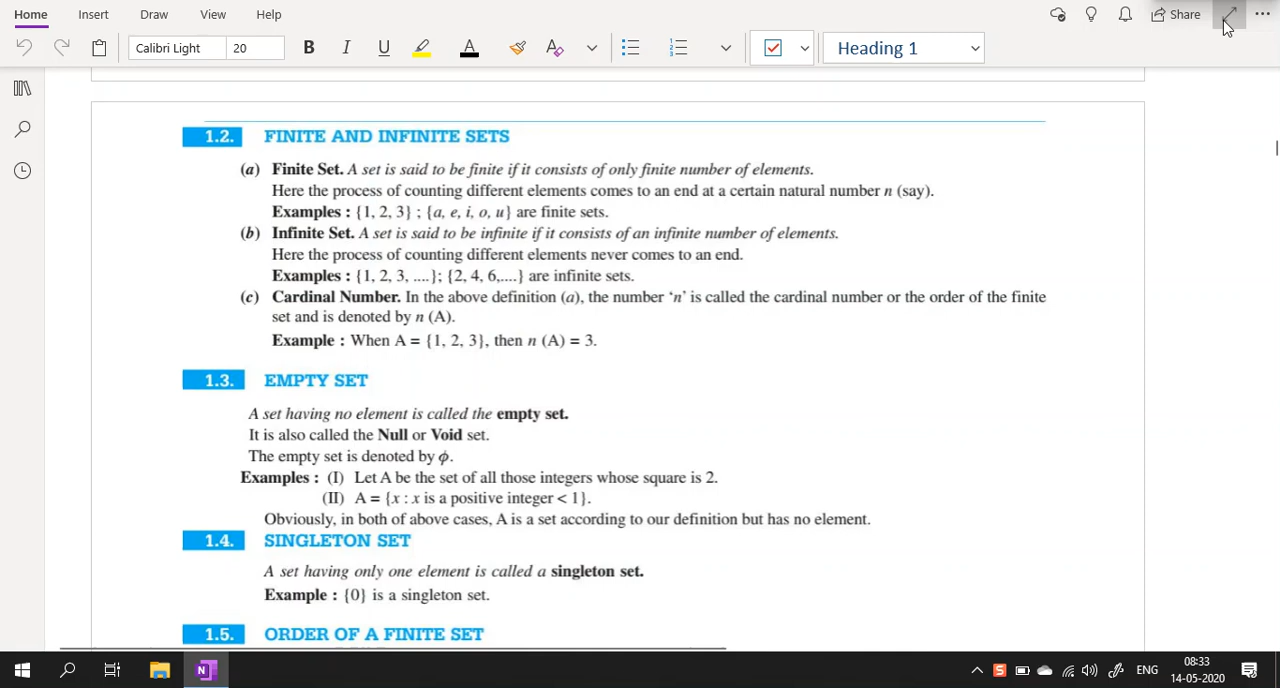 Home Insert Draw View Help
Share
Calibri Light 20 B I U A A Heading 1
1.2. FINITE AND INFINITE SETS
(a) Finite Set. A set is said to be finite if it consists of only finite number of elements.
Here the process of counting different elements comes to an end at a certain natural number n (say).
Examples : {1, 2, 3} ; {a, e, i, o, u} are finite sets.
(b) Infinite Set. A set is said to be infinite if it consists of an infinite number of elements.
Here the process of counting different elements never comes to an end.
Examples : {1, 2, 3, ....}; {2, 4, 6,....} are infinite sets.
(c) Cardinal Number. In the above definition (a), the number ‘n’ is called the cardinal number or the order of the finite
set and is denoted by n (A).
Example : When A = {1, 2, 3}, then n (A) = 3.
1.3. EMPTY SET
A set having no element is called the empty set.
It is also called the Null or Void set.
The empty set is denoted by ϕ.
Examples : (I) Let A be the set of all those integers whose square is 2.
(II) A = {x : x is a positive integer < 1}.
Obviously, in both of above cases, A is a set according to our definition but has no element.
1.4. SINGLETON SET
A set having only one element is called a singleton set.
Example : {0} is a singleton set.
1.5. ORDER OF A FINITE SET
ENG 08:33
14-05-2020